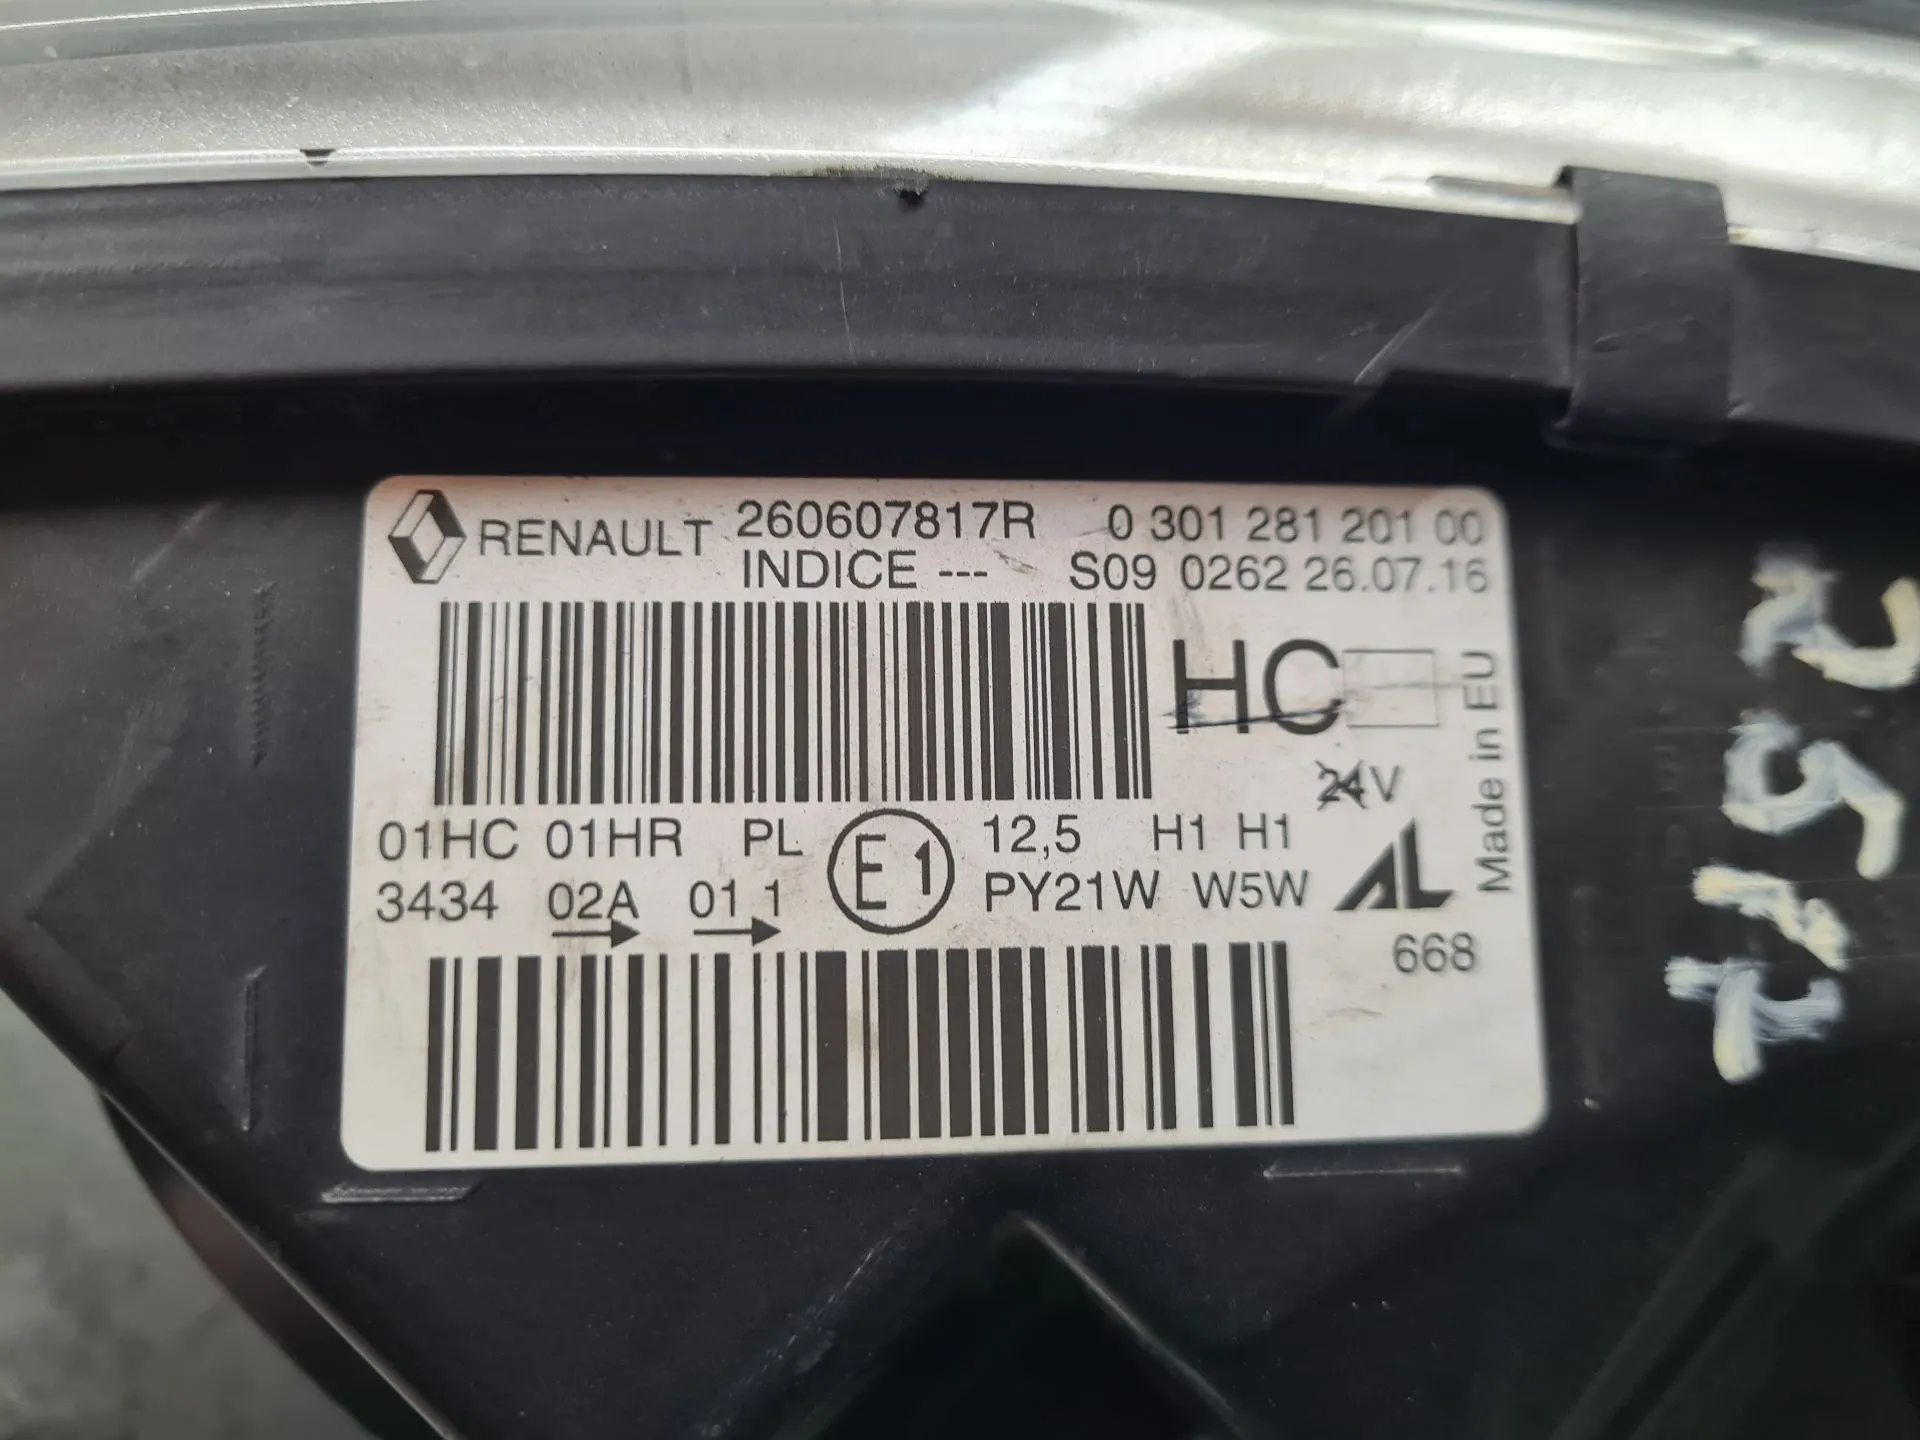 RENAULT 260607817R 0 301 281 201 00
INDICE --- S09 0262 26.07.16
HC
24V
Made in EU
01HC 01HR PL E1 12,5 H1 H1
3434 02A 01 1 PY21W W5W AL
668